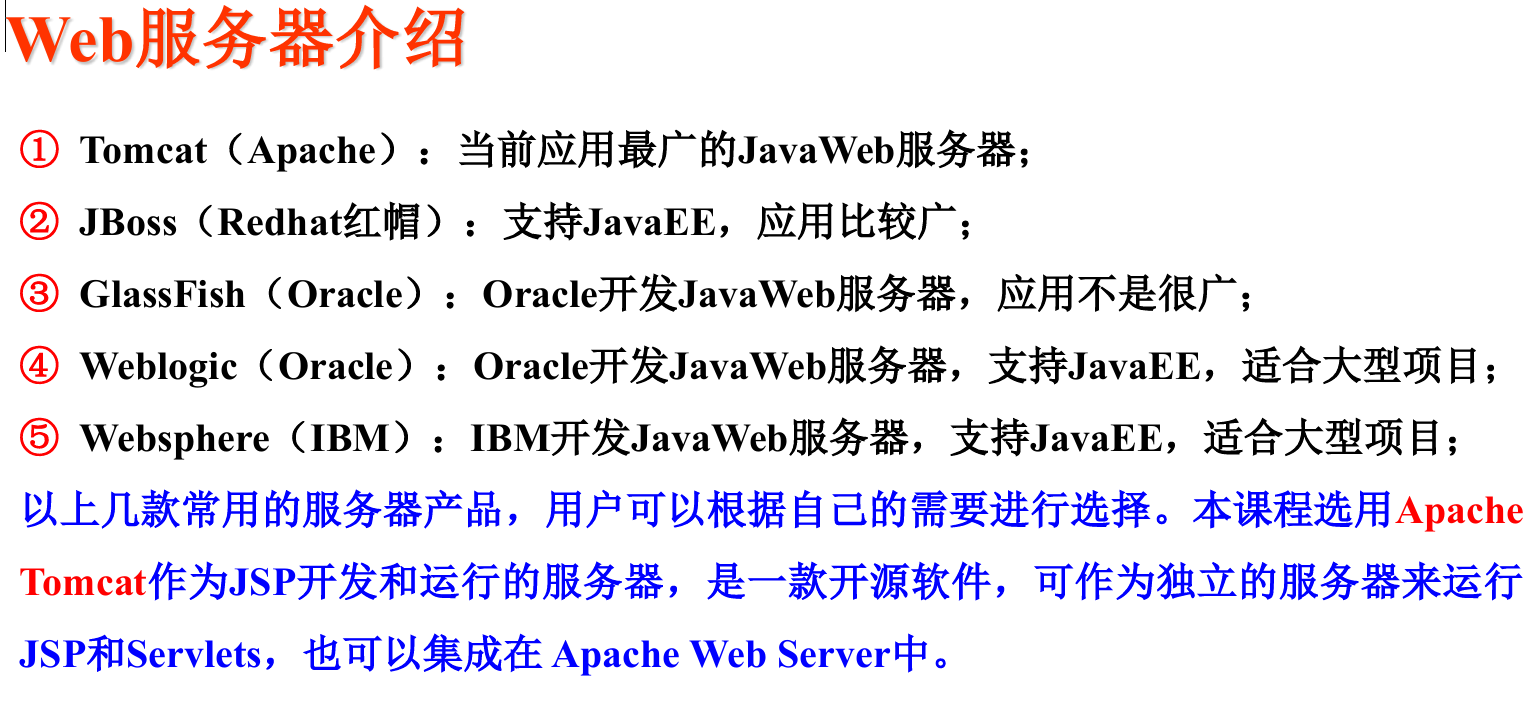 Web服务器介绍
① Tomcat（Apache）：当前应用最广的JavaWeb服务器；
② JBoss（Redhat红帽）：支持JavaEE，应用比较广；
③ GlassFish（Oracle）：Oracle开发JavaWeb服务器，应用不是很广；
④ Weblogic（Oracle）：Oracle开发JavaWeb服务器，支持JavaEE，适合大型项目；
⑤ Websphere（IBM）：IBM开发JavaWeb服务器，支持JavaEE，适合大型项目；
以上几款常用的服务器产品，用户可以根据自己的需要进行选择。本课程选用Apache
Tomcat作为JSP开发和运行的服务器，是一款开源软件，可作为独立的服务器来运行
JSP和Servlets，也可以集成在 Apache Web Server中。